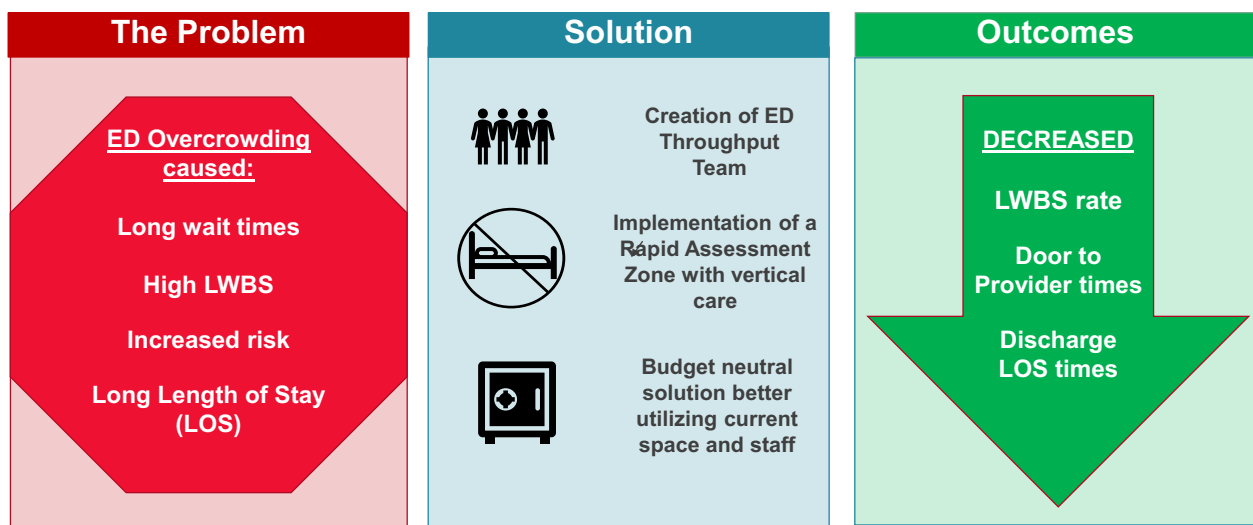 The Problem
ED Overcrowding
caused:
Long wait times
High LWBS
Increased risk
Long Length of Stay
(LOS)
Solution
Creation of ED
Throughput
Team
Implementation of a
Rapid Assessment
Zone with vertical
care
Budget neutral
solution better
utilizing current
space and staff
Outcomes
DECREASED
LWBS rate
Door to
Provider times
Discharge
LOS times